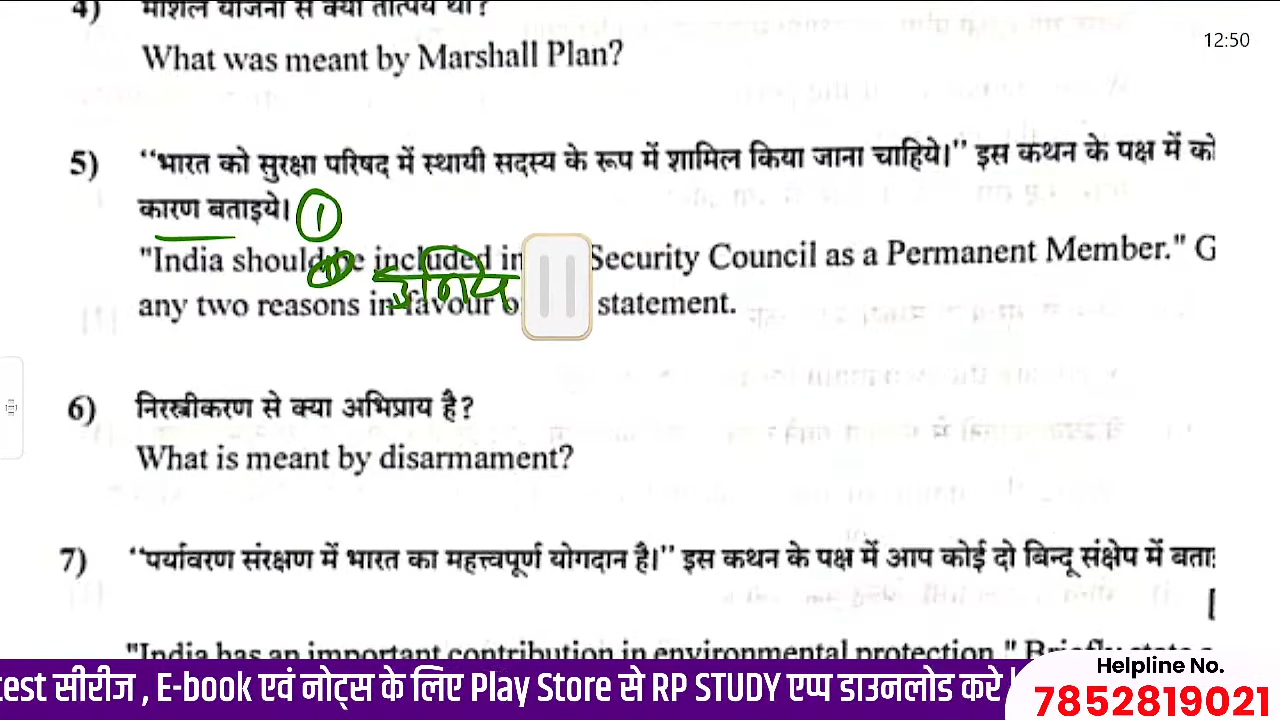 4) मार्शल योजना से क्या तात्पर्य था?
12:50
What was meant by Marshall Plan?
5) “भारत को सुरक्षा परिषद में स्थायी सदस्य के रूप में शामिल किया जाना चाहिये।” इस कथन के पक्ष में को
कारण बताइये। 1
"India should be included in Security Council as a Permanent Member." G
any two reasons in favour statement.
6) निरस्त्रीकरण से क्या अभिप्राय है?
What is meant by disarmament?
7) “पर्यावरण संरक्षण में भारत का महत्त्वपूर्ण योगदान है।” इस कथन के पक्ष में आप कोई दो बिन्दू संक्षेप में बता
[
"India has an important contribution in environmental protection." Briefly state
test सीरीज , E-book एवं नोट्स के लिए Play Store से RP STUDY एप्प डाउनलोड करे
Helpline No.
7852819021